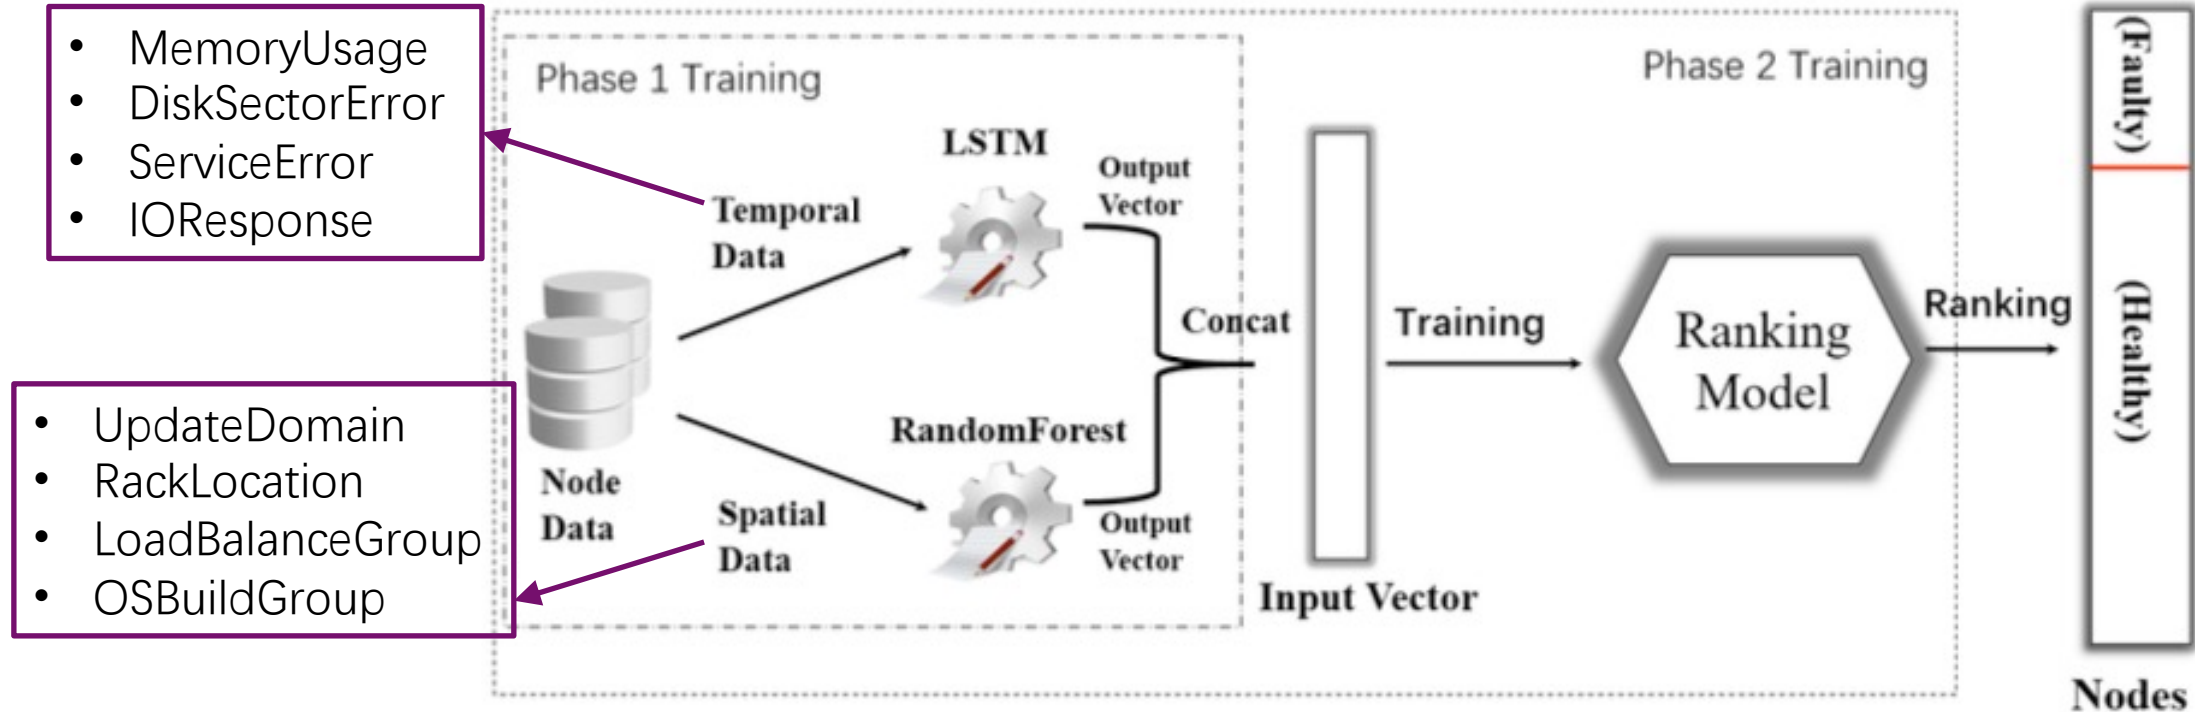 • MemoryUsage
• DiskSectorError
• ServiceError
• IOResponse
• UpdateDomain
• RackLocation
• LoadBalanceGroup
• OSBuildGroup
Phase 1 Training
Phase 2 Training
Node
Data
Temporal
Data
Spatial
Data
LSTM
RandomForest
Output
Vector
Output
Vector
Concat
Input Vector
Training
Ranking
Model
Ranking
(Faulty)
(Healthy)
Nodes